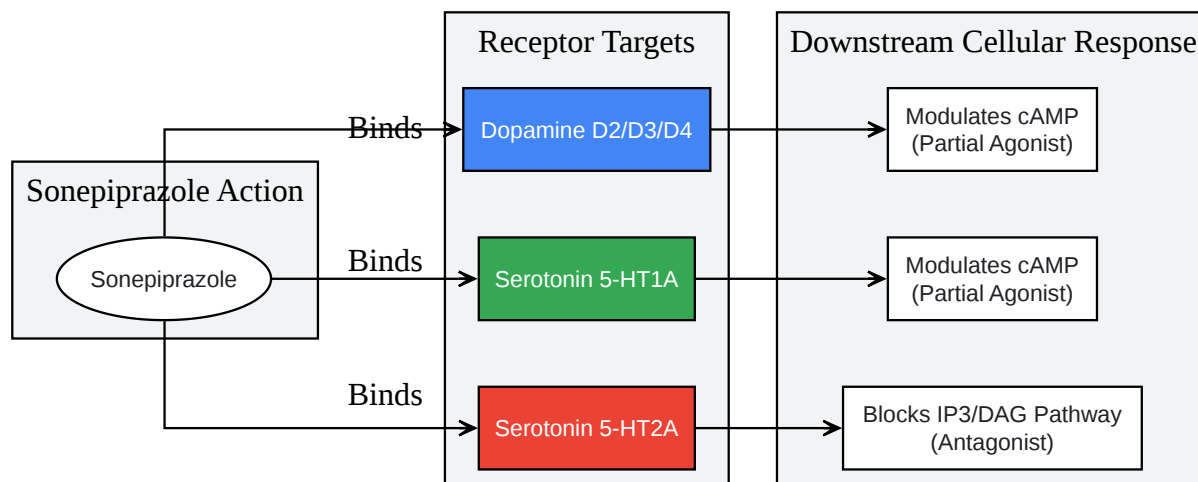 Receptor Targets
Downstream Cellular Response
Binds
Dopamine D2/D3/D4
Modulates cAMP
(Partial Agonist)
Sonepiprazole Action
Sonepiprazole
Binds
Serotonin 5-HT1A
Modulates cAMP
(Partial Agonist)
Binds
Serotonin 5-HT2A
Blocks IP3/DAG Pathway
(Antagonist)